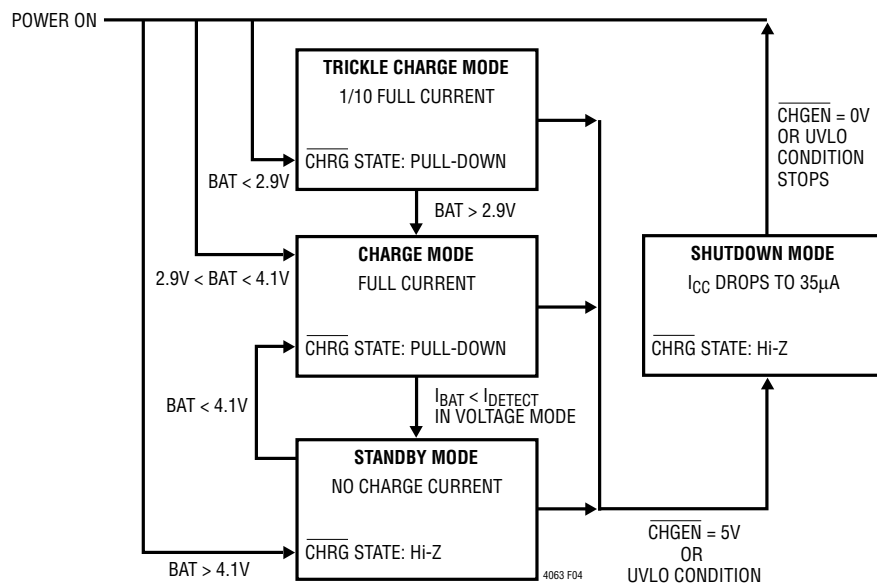 POWER ON
TRICKLE CHARGE MODE
1/10 FULL CURRENT
CHRG STATE: PULL-DOWN
BAT < 2.9V
BAT > 2.9V
CHARGE MODE
FULL CURRENT
CHRG STATE: PULL-DOWN
2.9V < BAT < 4.1V
BAT < 4.1V
IBAT < IDETECT
IN VOLTAGE MODE
STANDBY MODE
NO CHARGE CURRENT
CHRG STATE: Hi-Z
BAT > 4.1V
4063 F04
CHGEN = 0V
OR UVLO
CONDITION
STOPS
SHUTDOWN MODE
ICC DROPS TO 35µA
CHRG STATE: Hi-Z
CHGEN = 5V
OR
UVLO CONDITION